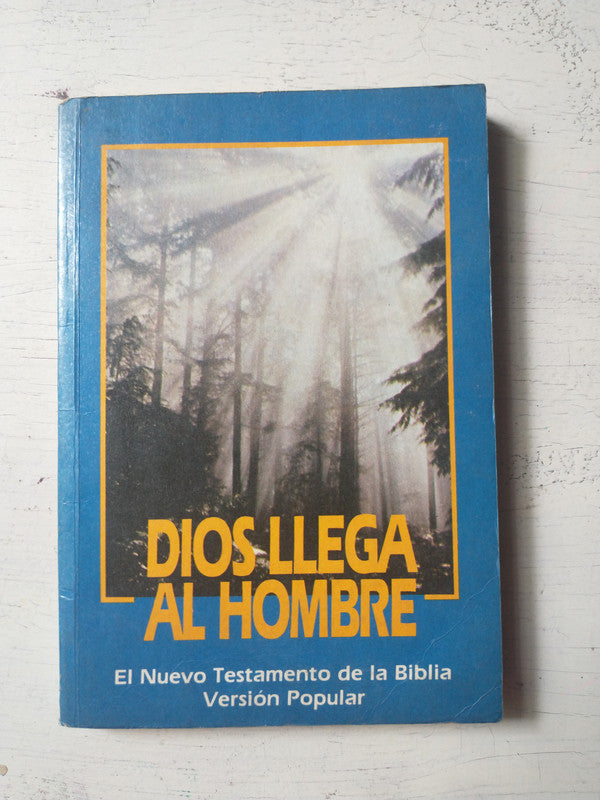 DIOS LLEGA
AL HOMBRE
El Nuevo Testamento de la Biblia
Versión Popular